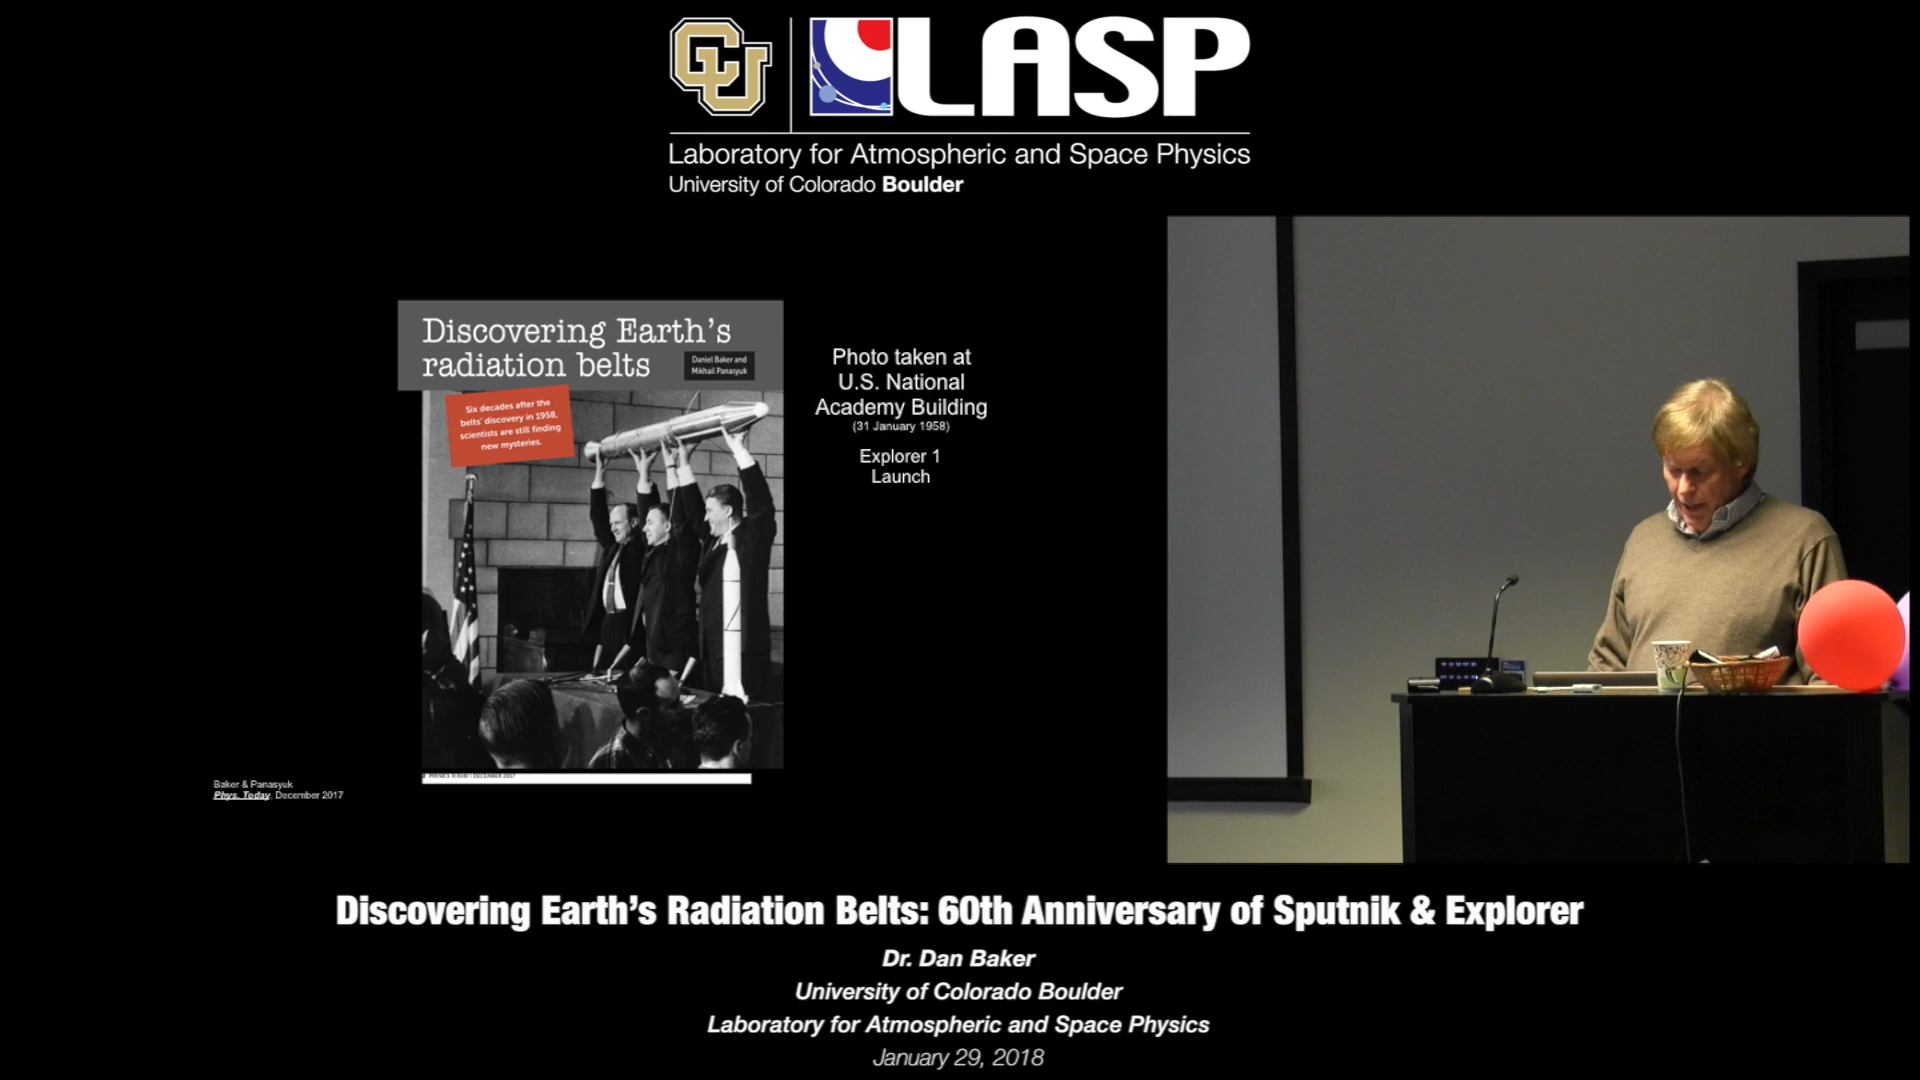 CU
LASP
Laboratory for Atmospheric and Space Physics
University of Colorado Boulder
Discovering Earth's
radiation belts
Daniel Baker and
Mikhail Panasyuk
Six decades after the
belts' discovery in 1958,
scientists are still finding
new mysteries.
Photo taken at
U.S. National
Academy Building
(31 January 1958)
Explorer 1
Launch
PHYSICS TODAY | DECEMBER 2017
Baker & Panasyuk
Phys. Today, December 2017
Discovering Earth's Radiation Belts: 60th Anniversary of Sputnik & Explorer
Dr. Dan Baker
University of Colorado Boulder
Laboratory for Atmospheric and Space Physics
January 29, 2018